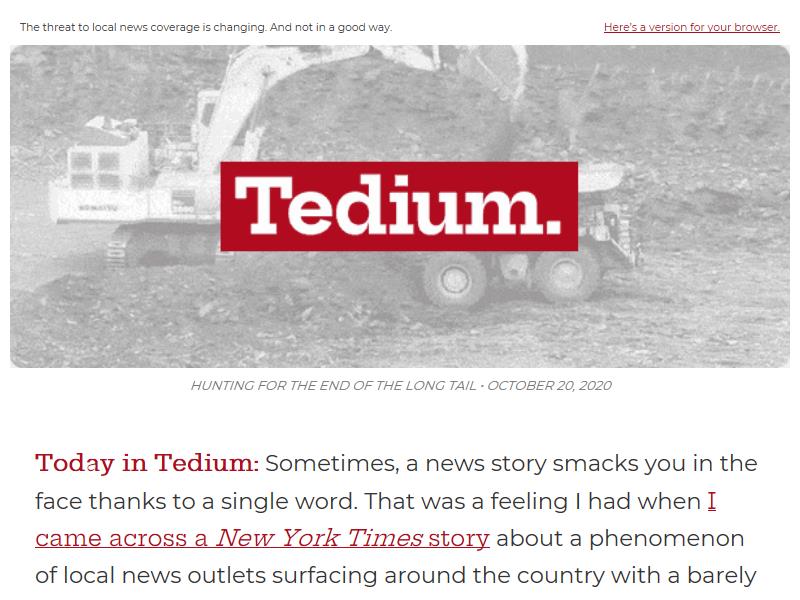 The threat to local news coverage is changing. And not in a good way.
Here's a version for your browser.
KOMATSU
Tedium.
HUNTING FOR THE END OF THE LONG TAIL • OCTOBER 20, 2020
Today in Tedium: Sometimes, a news story smacks you in the
face thanks to a single word. That was a feeling I had when I
came across a New York Times story about a phenomenon
of local news outlets surfacing around the country with a barely